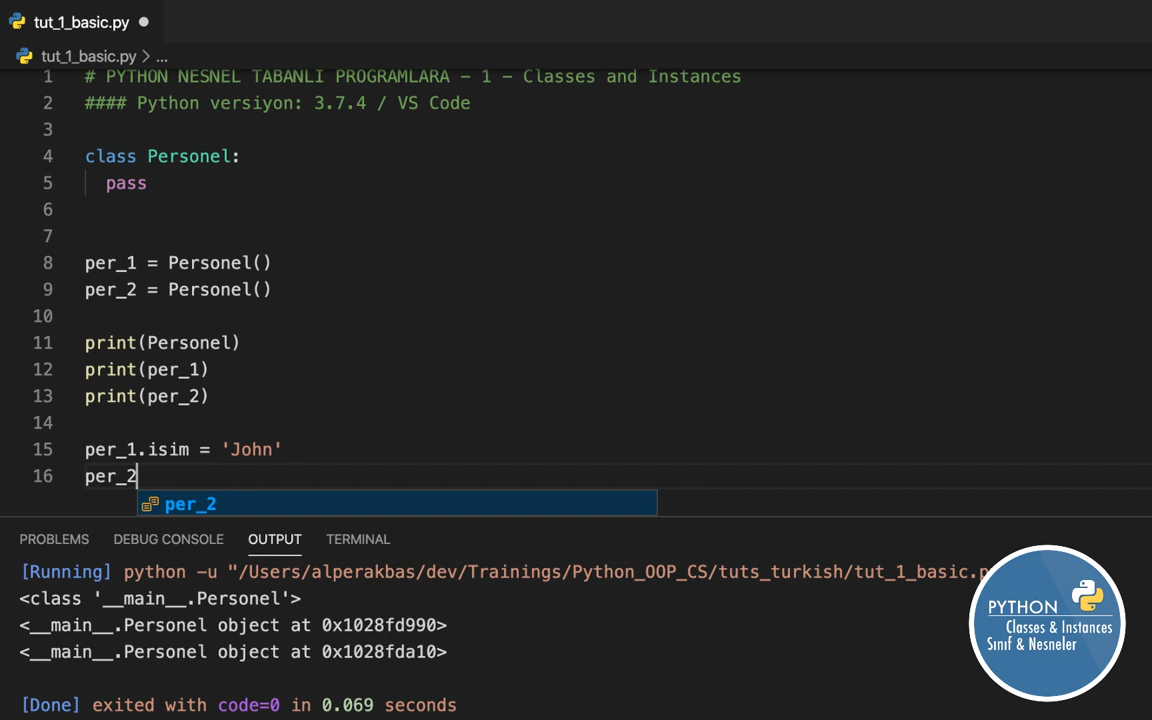 tut_1_basic.py
tut_1_basic.py > ...
1 # PYTHON NESNEL TABANLI PROGRAMLARA - 1 - Classes and Instances
2 #### Python versiyon: 3.7.4 / VS Code
3
4 class Personel:
5 pass
6
7
8 per_1 = Personel()
9 per_2 = Personel()
10
11 print(Personel)
12 print(per_1)
13 print(per_2)
14
15 per_1.isim = 'John'
16 per_2
per_2
PROBLEMS DEBUG CONSOLE OUTPUT TERMINAL
[Running] python -u "/Users/alperakbas/dev/Trainings/Python_OOP_CS/tuts_turkish/tut_1_basic.p
<class '__main__.Personel'>
<__main__.Personel object at 0x1028fd990>
<__main__.Personel object at 0x1028fda10>
[Done] exited with code=0 in 0.069 seconds
PYTHON
Classes & Instances
Sınıf & Nesneler